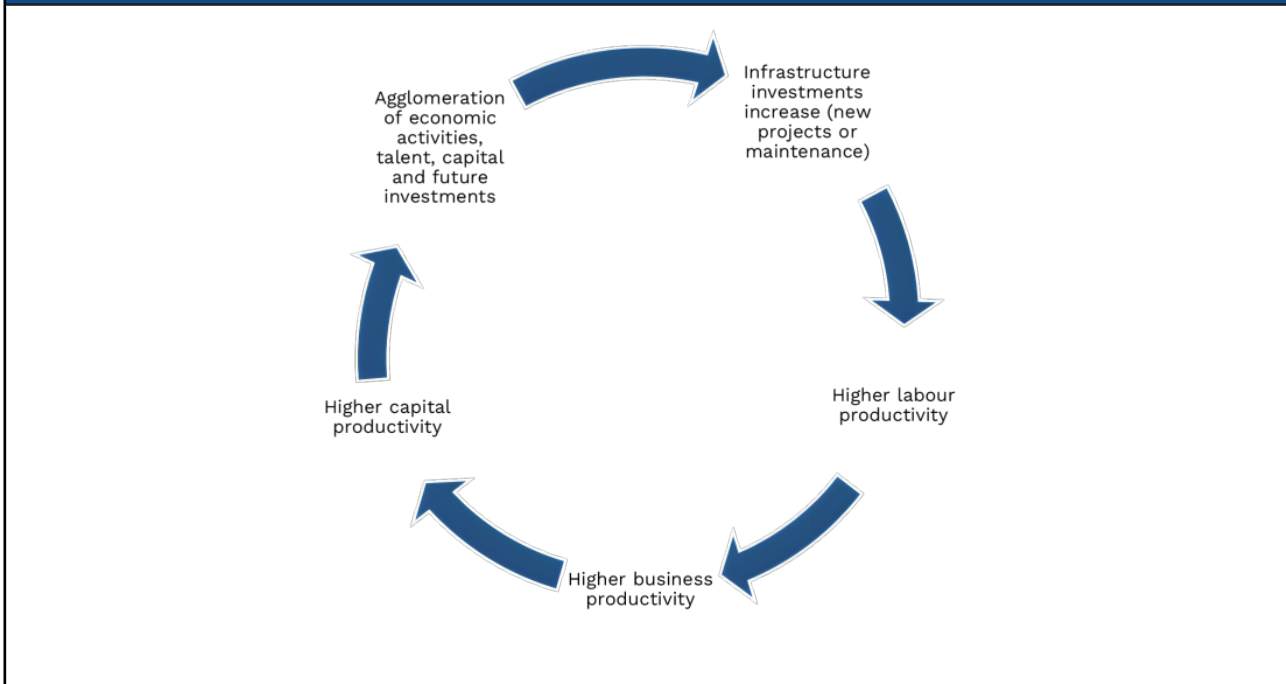 Infrastructure
investments
increase (new
projects or
maintenance)
Higher labour
productivity
Higher business
productivity
Higher capital
productivity
Agglomeration
of economic
activities,
talent, capital
and future
investments